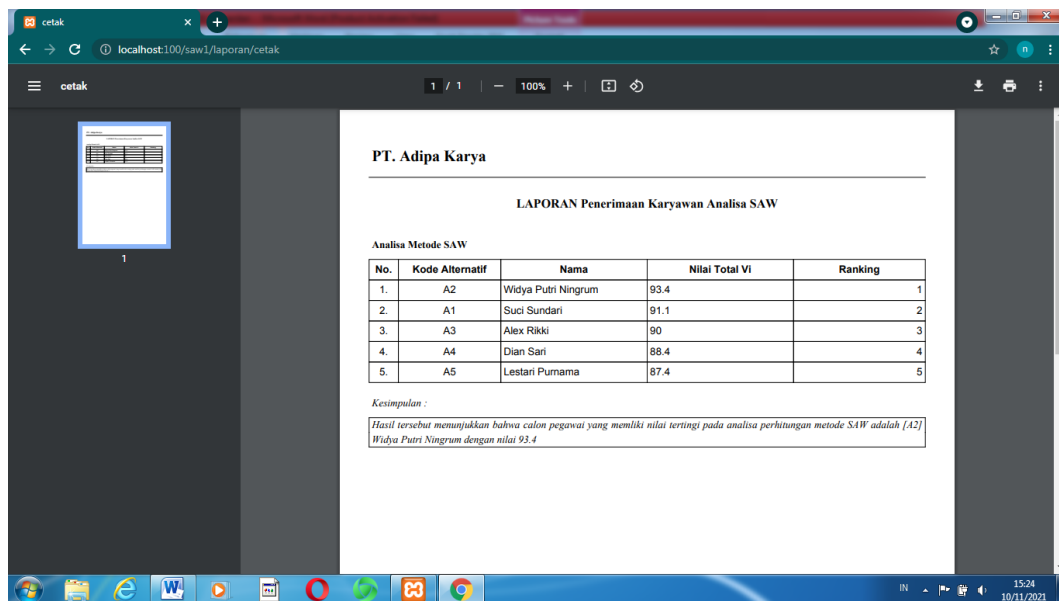 cetak
localhost:100/saw1/laporan/cetak
n
cetak
1 / 1
100%
1
PT. Adipa Karya
LAPORAN Penerimaan Karyawan Analisa SAW
Analisa Metode SAW
No. Kode Alternatif Nama Nilai Total Vi Ranking
1. A2 Widya Putri Ningrum 93.4 1
2. A1 Suci Sundari 91.1 2
3. A3 Alex Rikki 90 3
4. A4 Dian Sari 88.4 4
5. A5 Lestari Purnama 87.4 5
Kesimpulan :
Hasil tersebut menunjukkan bahwa calon pegawai yang memliki nilai tertingi pada analisa perhitungan metode SAW adalah [A2]
Widya Putri Ningrum dengan nilai 93.4
IN
15:24
10/11/2021